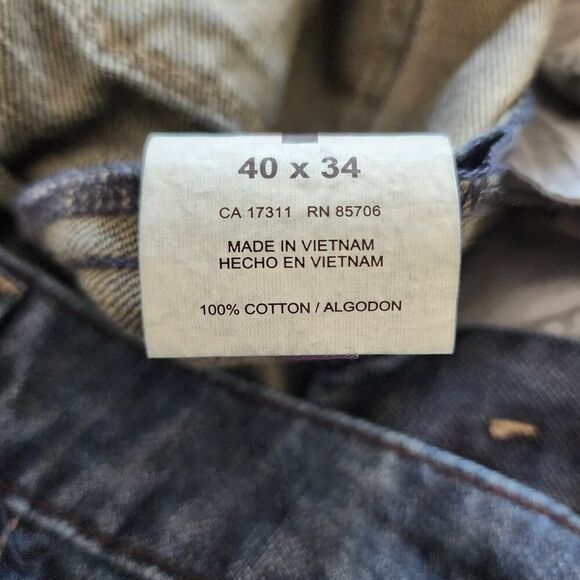 40 x 34
CA 17311 RN 85706
MADE IN VIETNAM
HECHO EN VIETNAM
100% COTTON / ALGODON